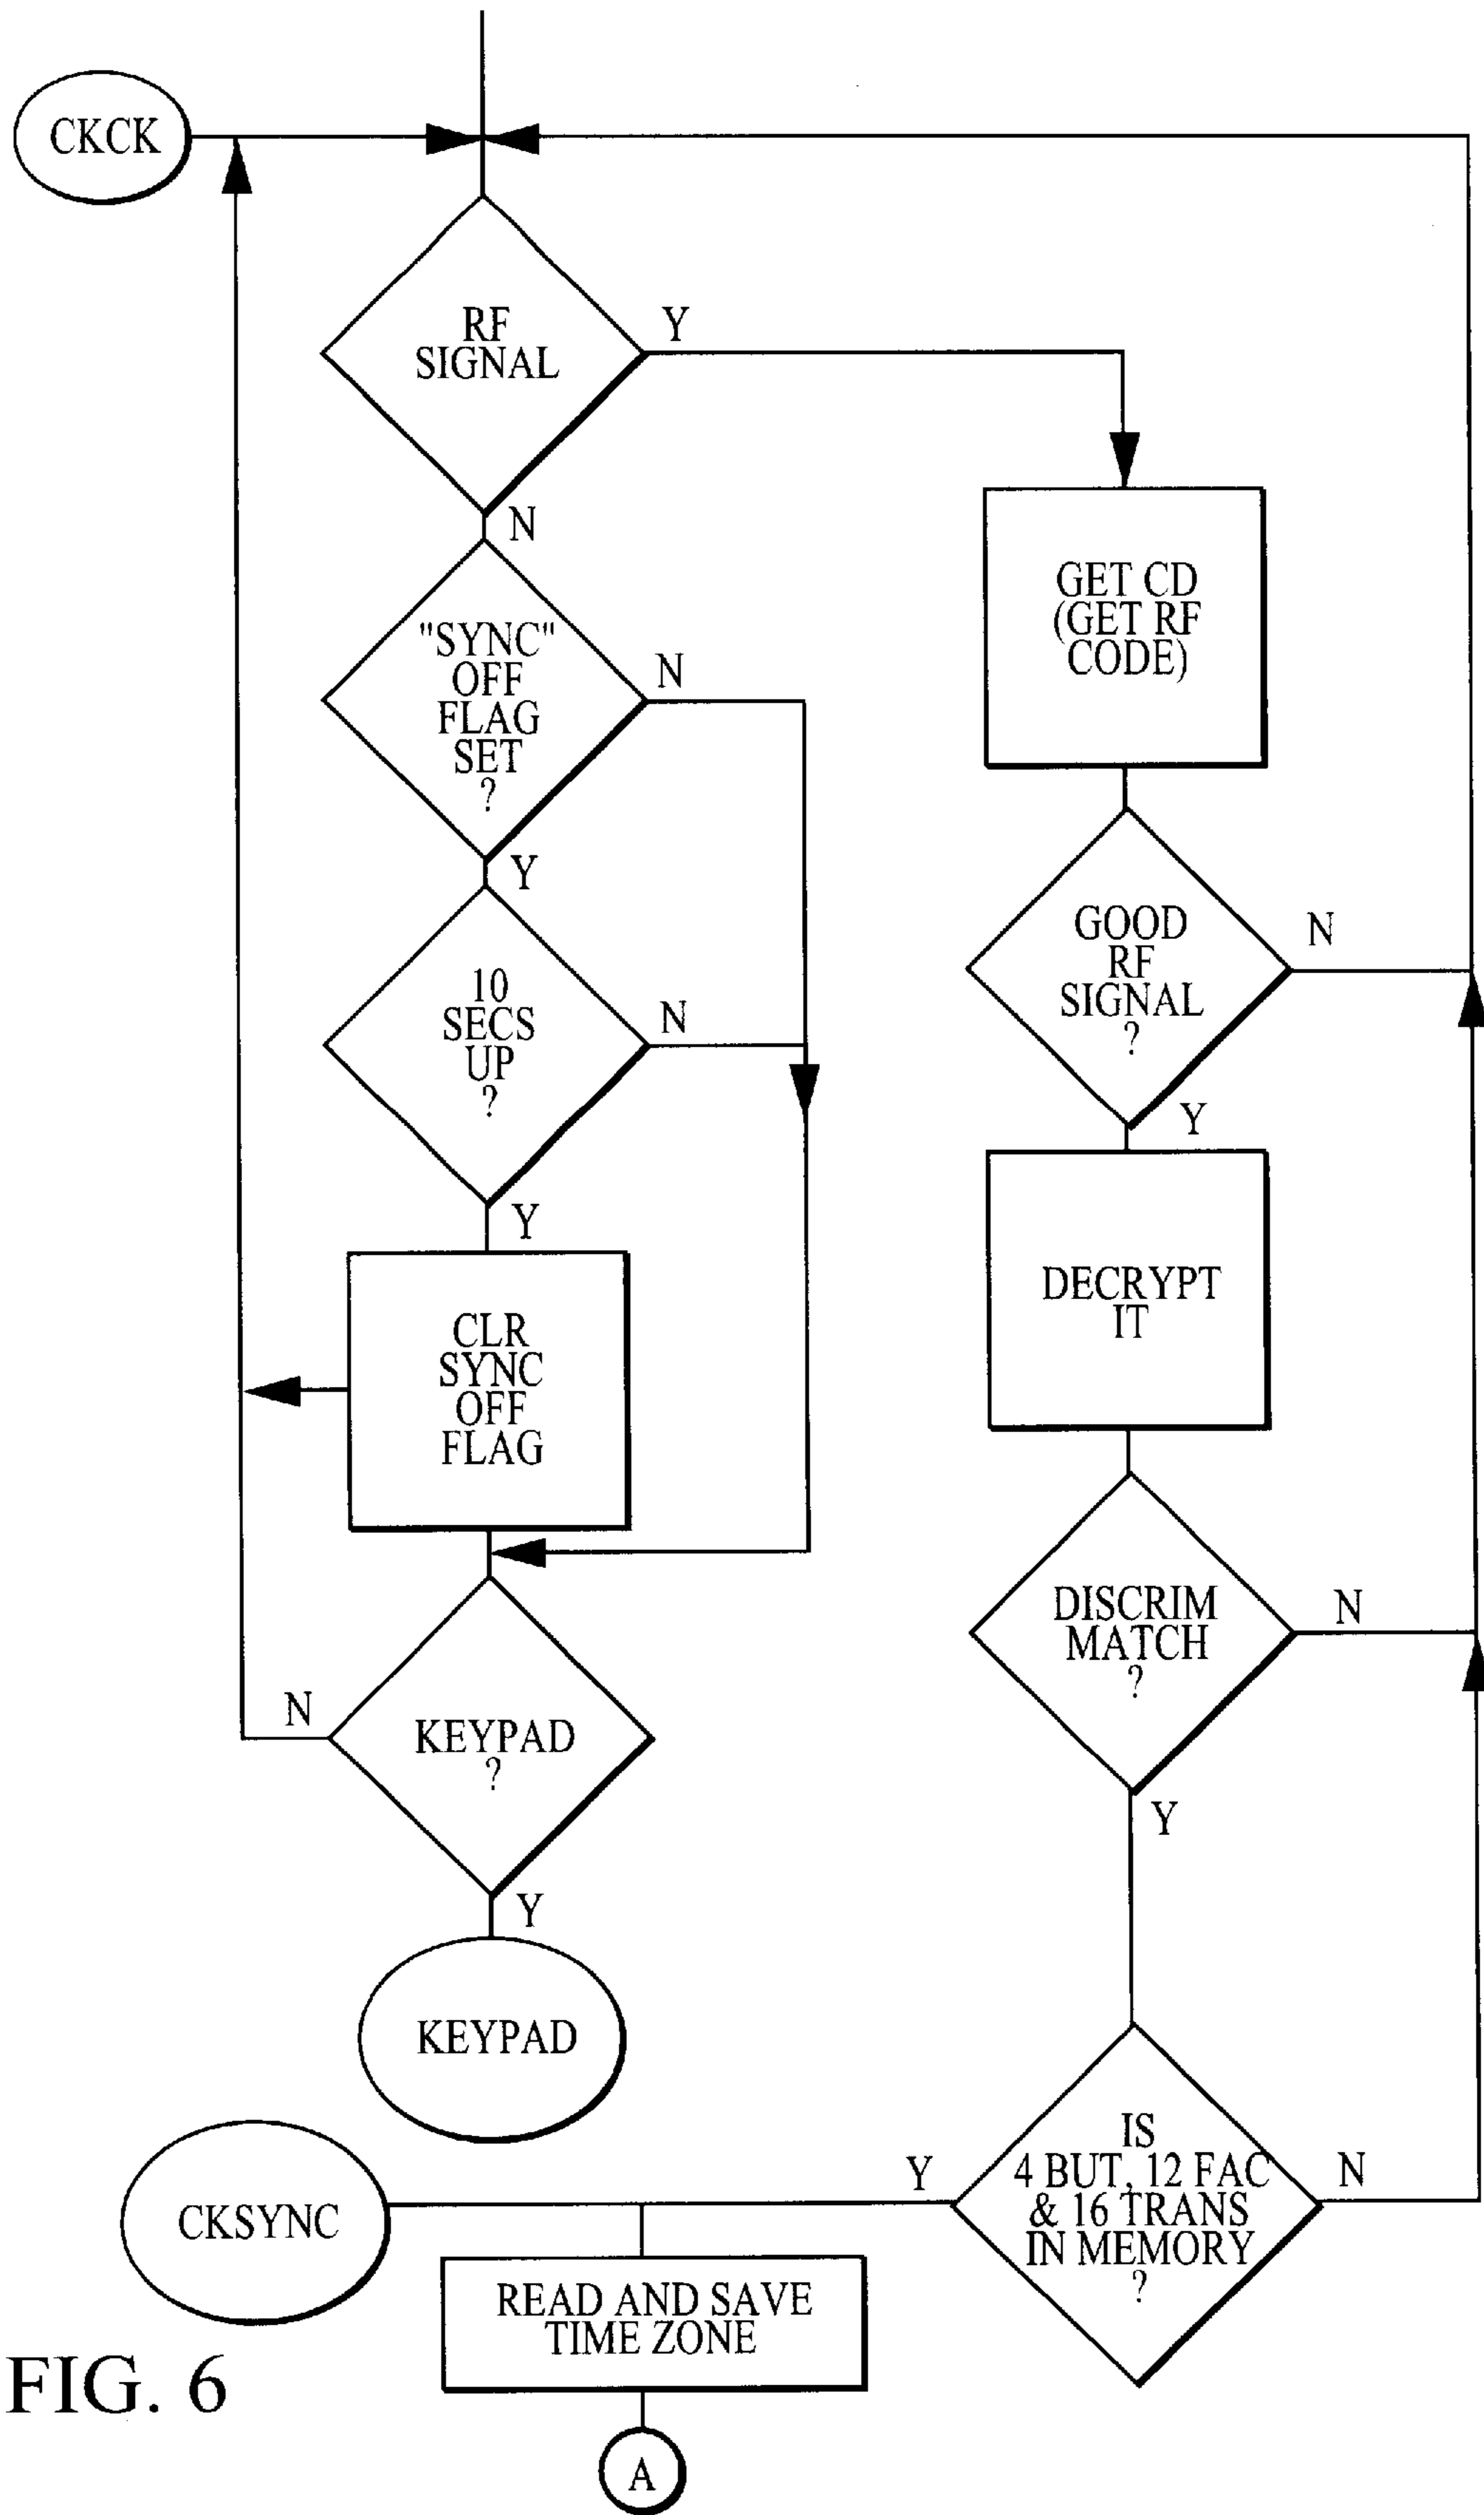 CKCK
RF
SIGNAL
Y
N
"SYNC"
OFF
FLAG
SET
?
N
Y
10
SECS
UP
?
N
Y
CLR
SYNC
OFF
FLAG
KEYPAD
?
N
Y
KEYPAD
GET CD
(GET RF
CODE)
GOOD
RF
SIGNAL
?
N
Y
DECRYPT
IT
DISCRIM
MATCH
?
N
Y
IS
4 BUT, 12 FAC
& 16 TRANS
IN MEMORY
?
N
Y
CKSYNC
READ AND SAVE
TIME ZONE
A
FIG. 6